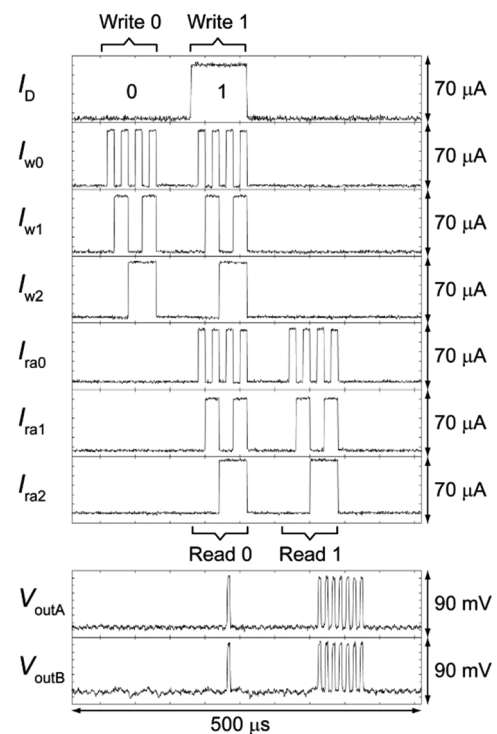 Write 0 Write 1
I_D 0 1 70 μA
I_w0 70 μA
I_w1 70 μA
I_w2 70 μA
I_ra0 70 μA
I_ra1 70 μA
I_ra2 70 μA
Read 0 Read 1
V_outA 90 mV
V_outB 90 mV
500 μs